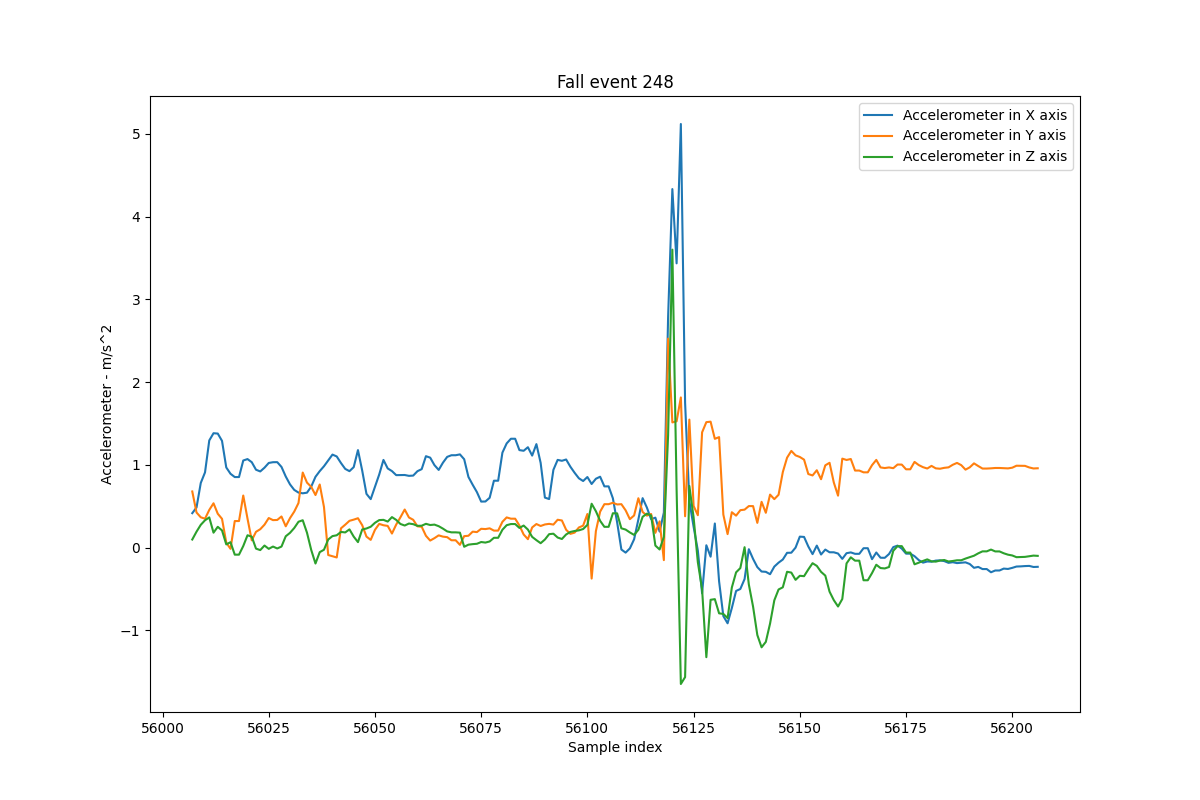 Fall event 248
Accelerometer in X axis
Accelerometer in Y axis
Accelerometer in Z axis
Accelerometer - m/s^2
5
4
3
2
1
0
−1
56000 56025 56050 56075 56100 56125 56150 56175 56200
Sample index